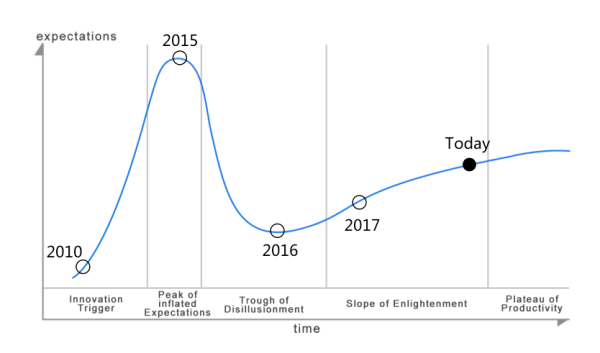 expectations
2015
Today
2010
2017
2016
Innovation
Trigger
Peak of
inflated
Expectations
Trough of
Disillusionment
Slope of Enlightenment
Plateau of
Productivity
time